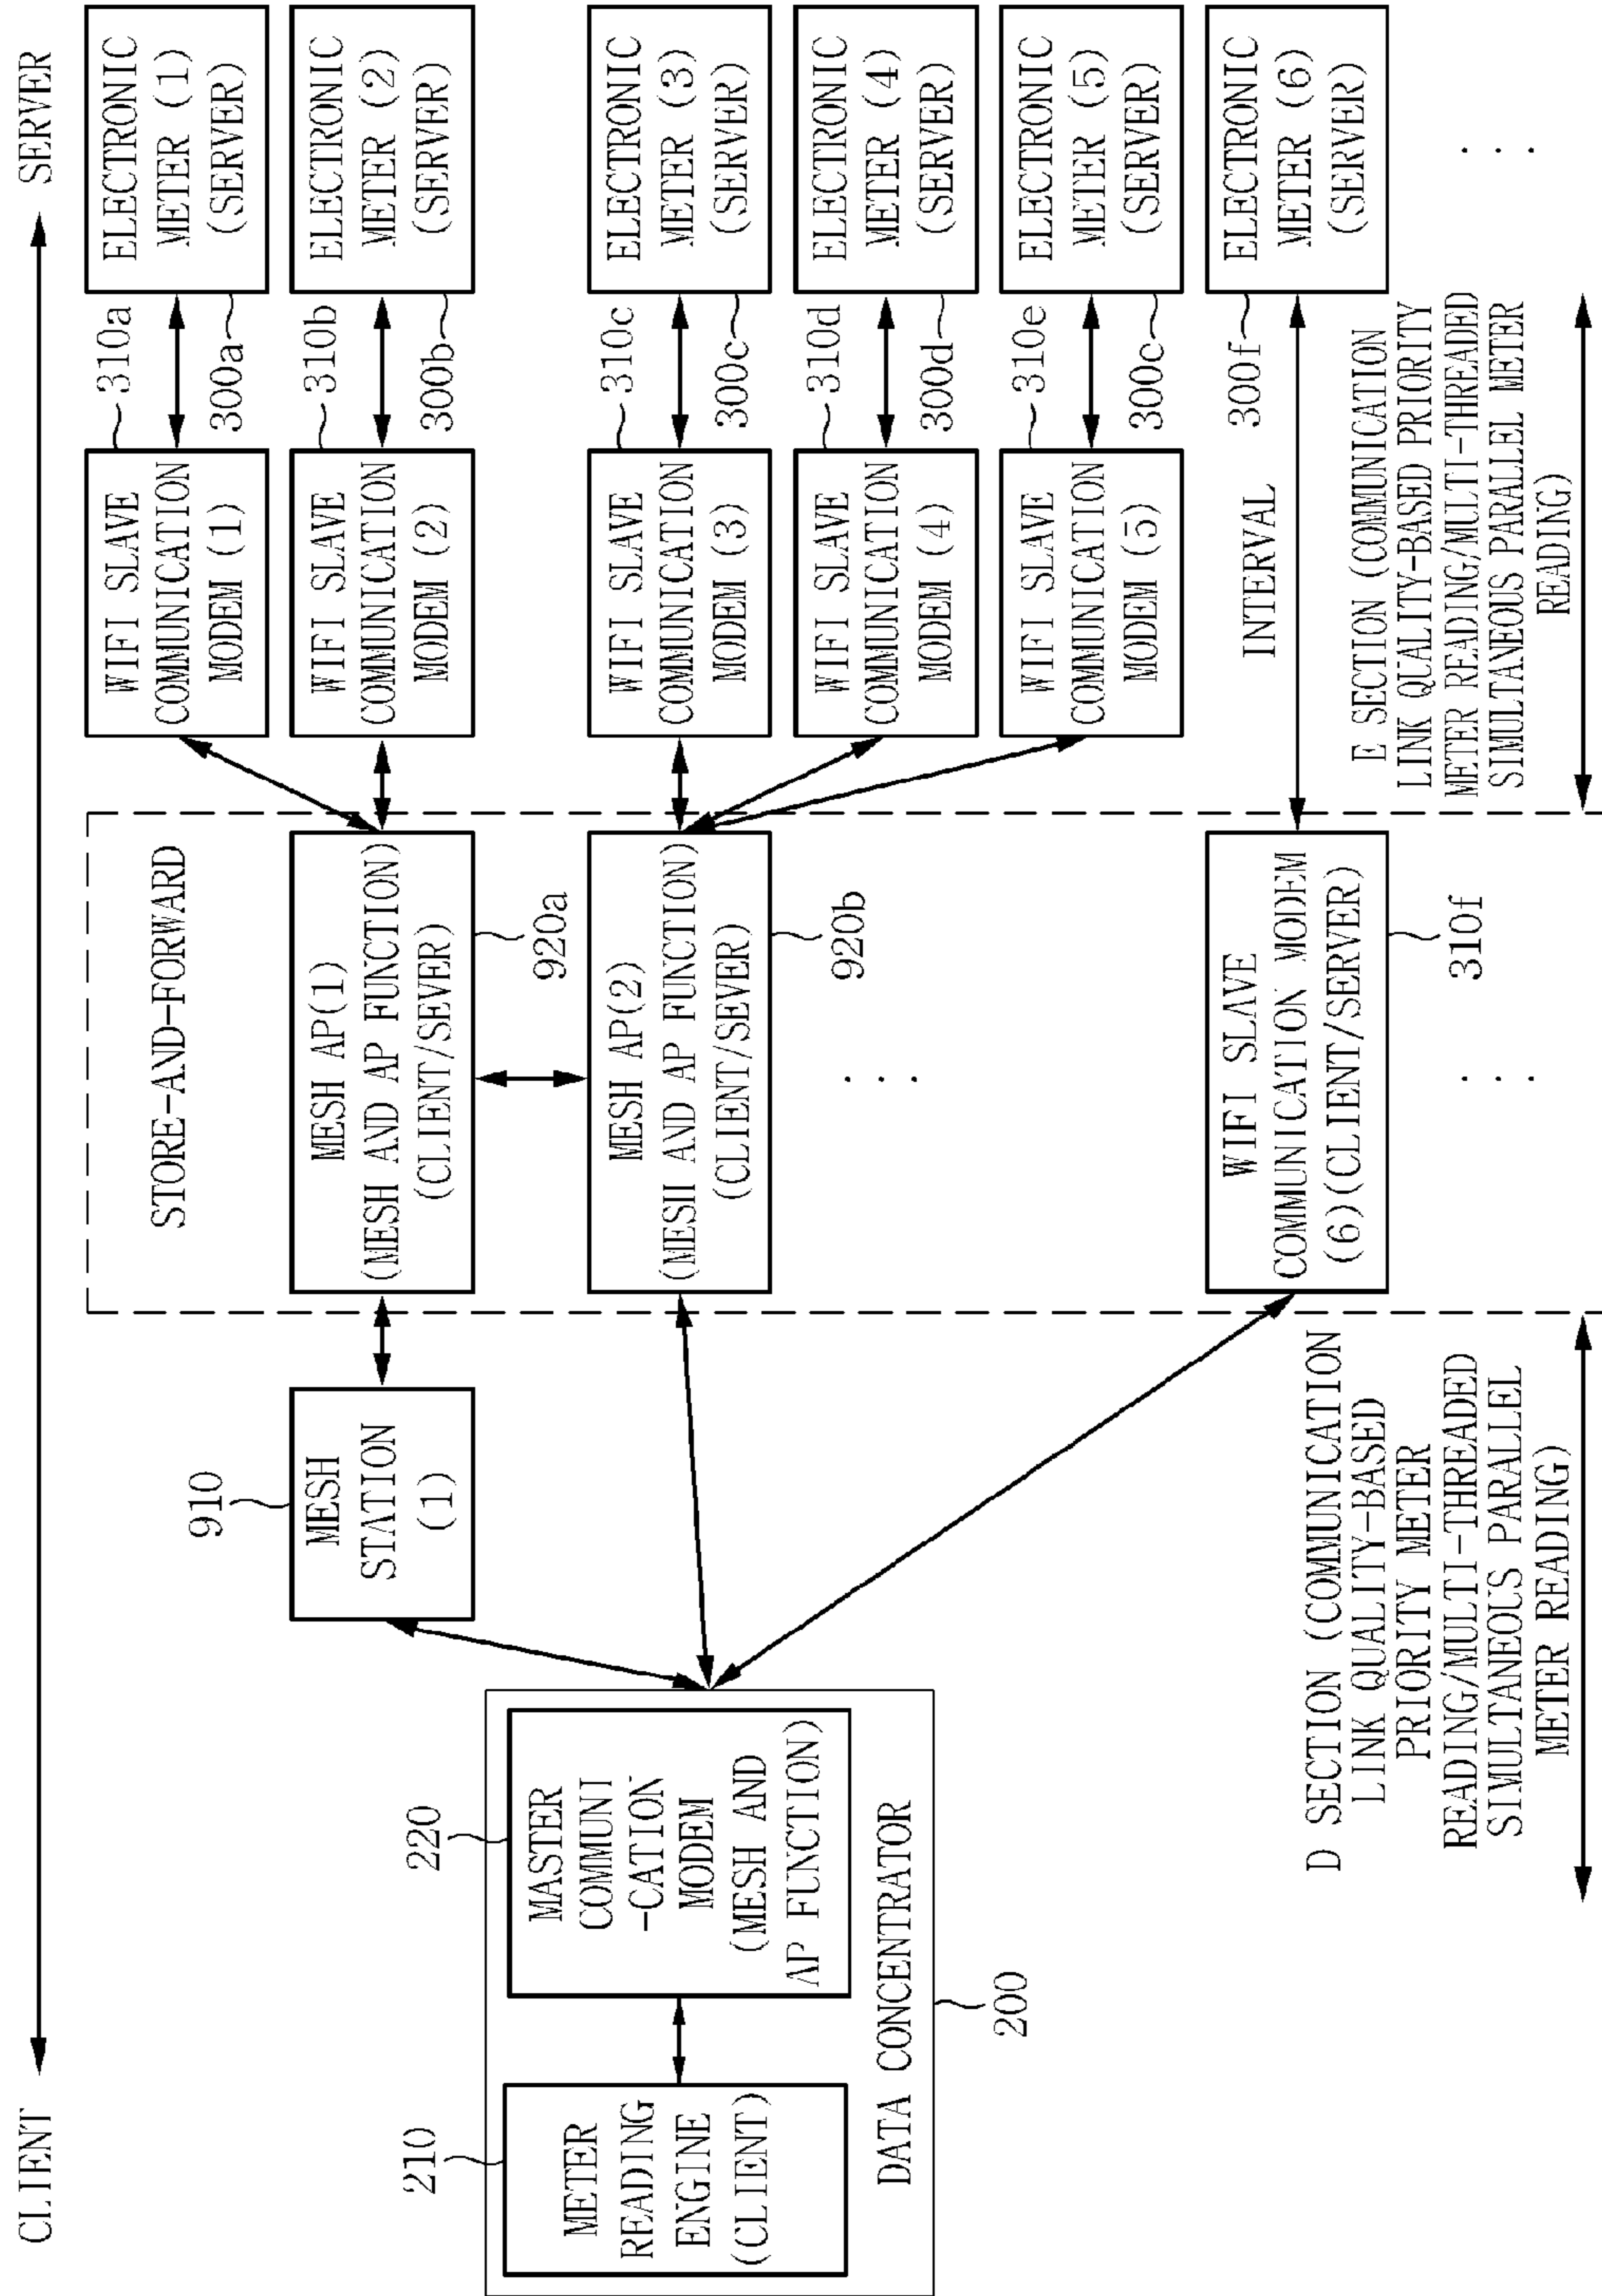 CLIENT
SERVER
210
METER
READING
ENGINE
(CLIENT)
220
MASTER
COMMUNI
-CATION
MODEM
(MESH AND
AP FUNCTION)
DATA CONCENTRATOR
200
910
MESH
STATION
(1)
STORE-AND-FORWARD
MESH AP(1)
(MESH AND AP FUNCTION)
(CLIENT/SEVER)
920a
MESH AP(2)
(MESH AND AP FUNCTION)
(CLIENT/SEVER)
920b
. . .
WIFI SLAVE
COMMUNICATION MODEM
(6)(CLIENT/SERVER)
310f
. . .
WIFI SLAVE
COMMUNICATION
MODEM (1)
310a
WIFI SLAVE
COMMUNICATION
MODEM (2)
310b
WIFI SLAVE
COMMUNICATION
MODEM (3)
310c
WIFI SLAVE
COMMUNICATION
MODEM (4)
310d
WIFI SLAVE
COMMUNICATION
MODEM (5)
310e
INTERVAL
ELECTRONIC
METER (1)
(SERVER)
300a
ELECTRONIC
METER (2)
(SERVER)
300b
ELECTRONIC
METER (3)
(SERVER)
300c
ELECTRONIC
METER (4)
(SERVER)
300d
ELECTRONIC
METER (5)
(SERVER)
300c
ELECTRONIC
METER (6)
(SERVER)
300f
. . .
D SECTION (COMMUNICATION
LINK QUALITY-BASED
PRIORITY METER
READING/MULTI-THREADED
SIMULTANEOUS PARALLEL
METER READING)
E SECTION (COMMUNICATION
LINK QUALITY-BASED PRIORITY
METER READING/MULTI-THREADED
SIMULTANEOUS PARALLEL METER
READING)